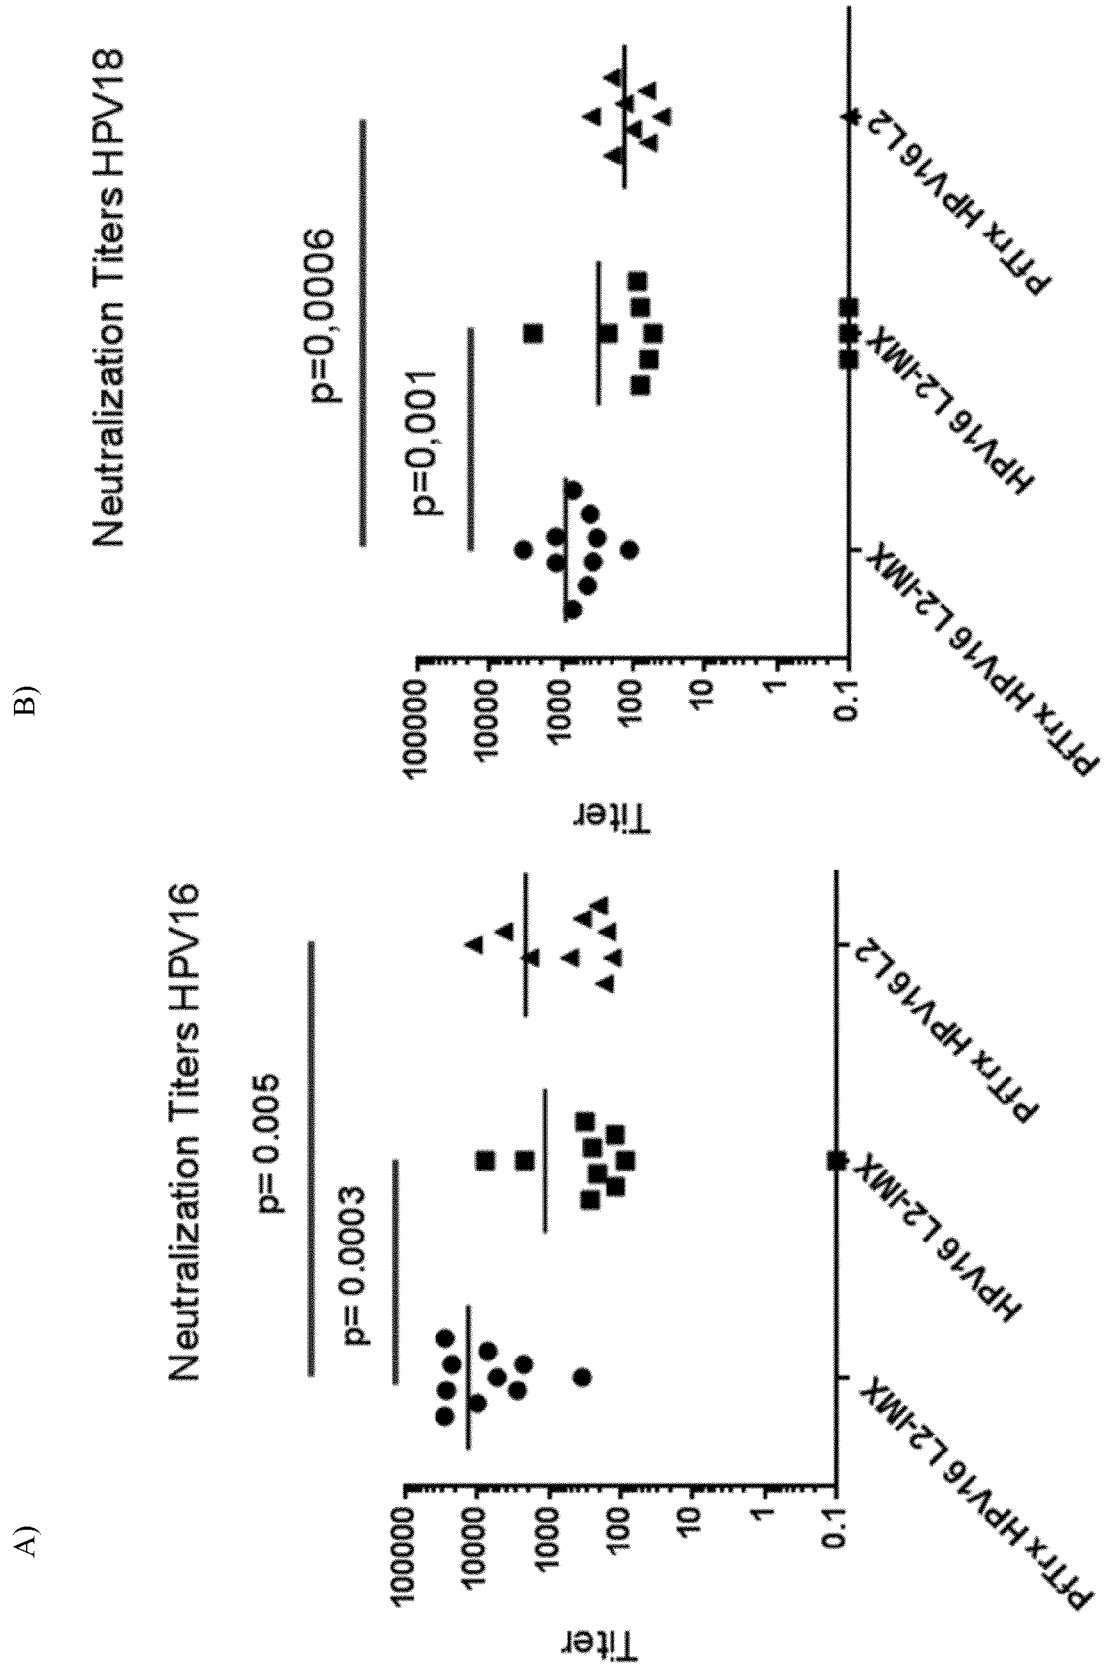 A)
Neutralization Titers HPV16
p= 0.005
p= 0.0003
Titer
100000
10000
1000
100
10
1
0.1
PfTrx HPV16 L2-IMX
HPV16 L2-IMX
PfTrx HPV16 L2
B)
Neutralization Titers HPV18
p=0,0006
p=0,001
Titer
100000
10000
1000
100
10
1
0.1
PfTrx HPV16 L2-IMX
HPV16 L2-IMX
PfTrx HPV16 L2